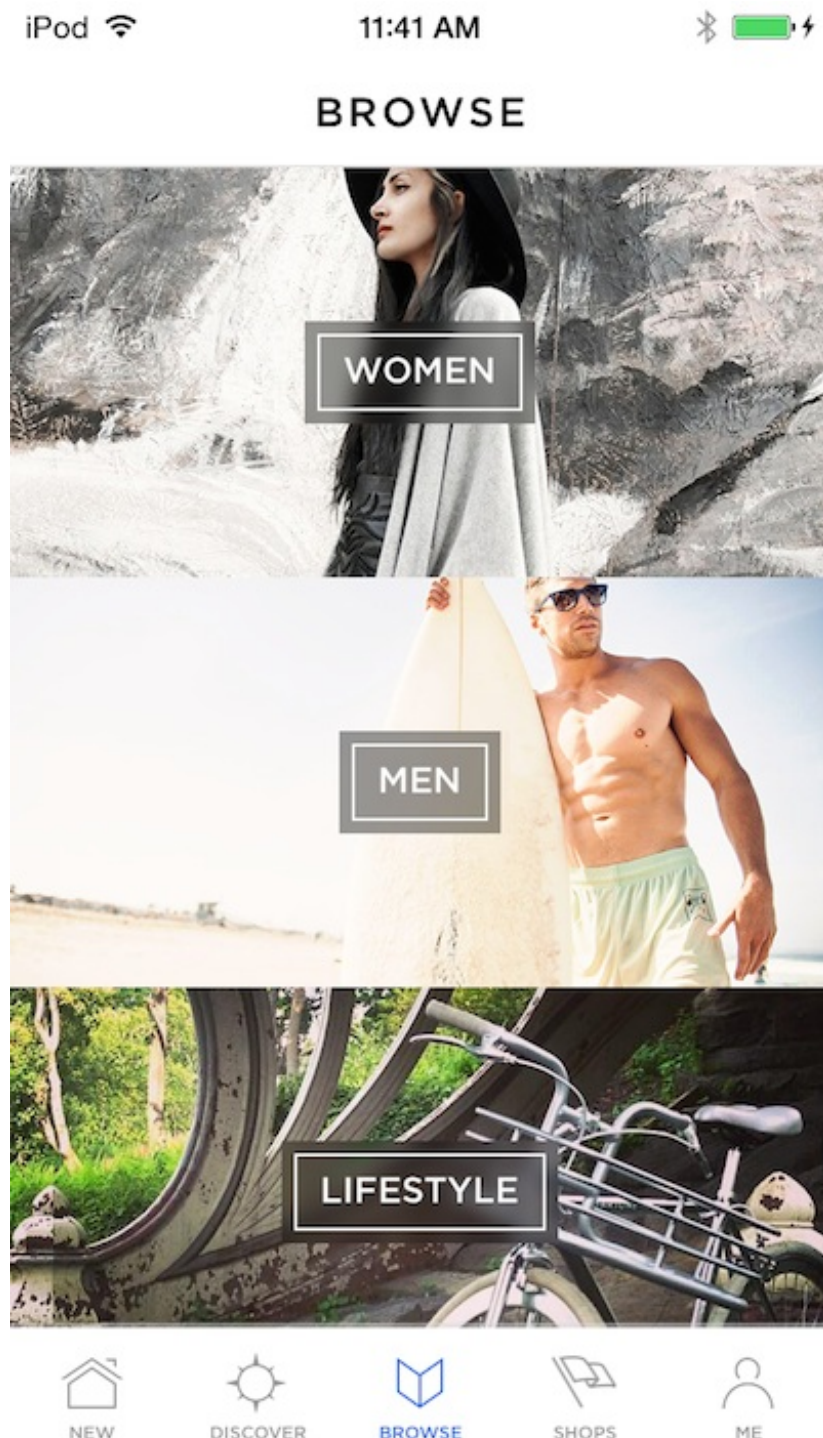 iPod 11:41 AM
BROWSE
WOMEN
MEN
LIFESTYLE
NEW DISCOVER BROWSE SHOPS ME